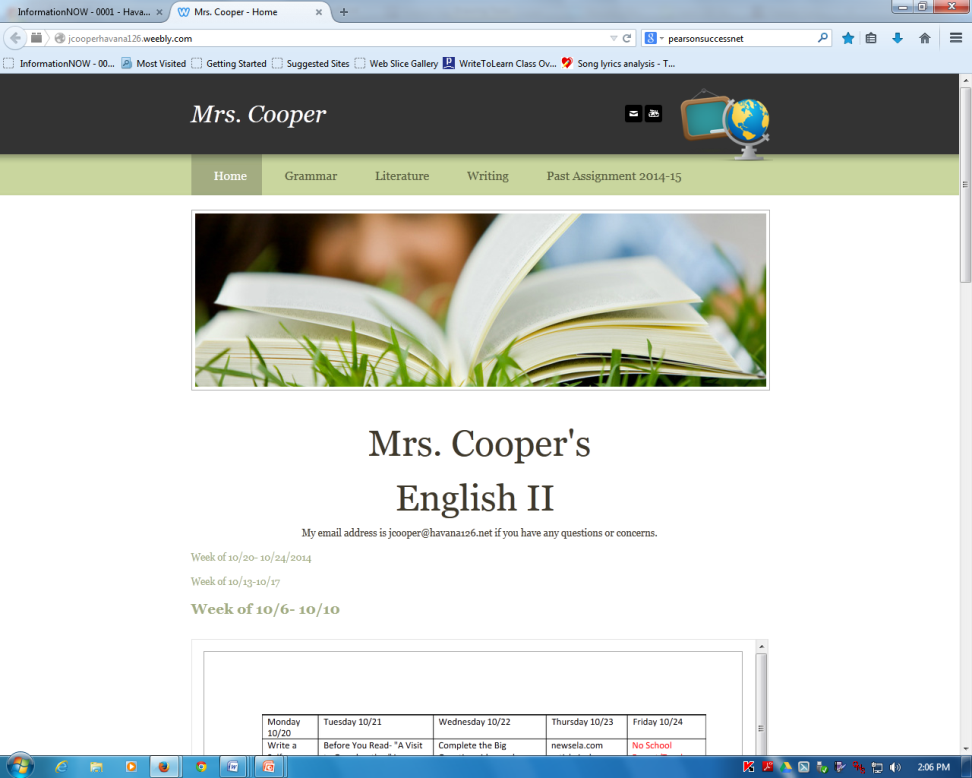 InformationNOW - 0001 - Hava...
Mrs. Cooper - Home
jcooperhavana126.weebly.com
pearsonsuccessnet
InformationNOW - 00...
Most Visited
Getting Started
Suggested Sites
Web Slice Gallery
WriteToLearn Class Ov...
Song lyrics analysis - T...
Mrs. Cooper
Home
Grammar
Literature
Writing
Past Assignment 2014-15
Mrs. Cooper's
English II
My email address is jcooper@havana126.net if you have any questions or concerns.
Week of 10/20- 10/24/2014
Week of 10/13-10/17
Week of 10/6- 10/10
Monday
10/20
Tuesday 10/21
Wednesday 10/22
Thursday 10/23
Friday 10/24
Write a
Before You Read- "A Visit
Complete the Big
newsela.com
No School
2:06 PM